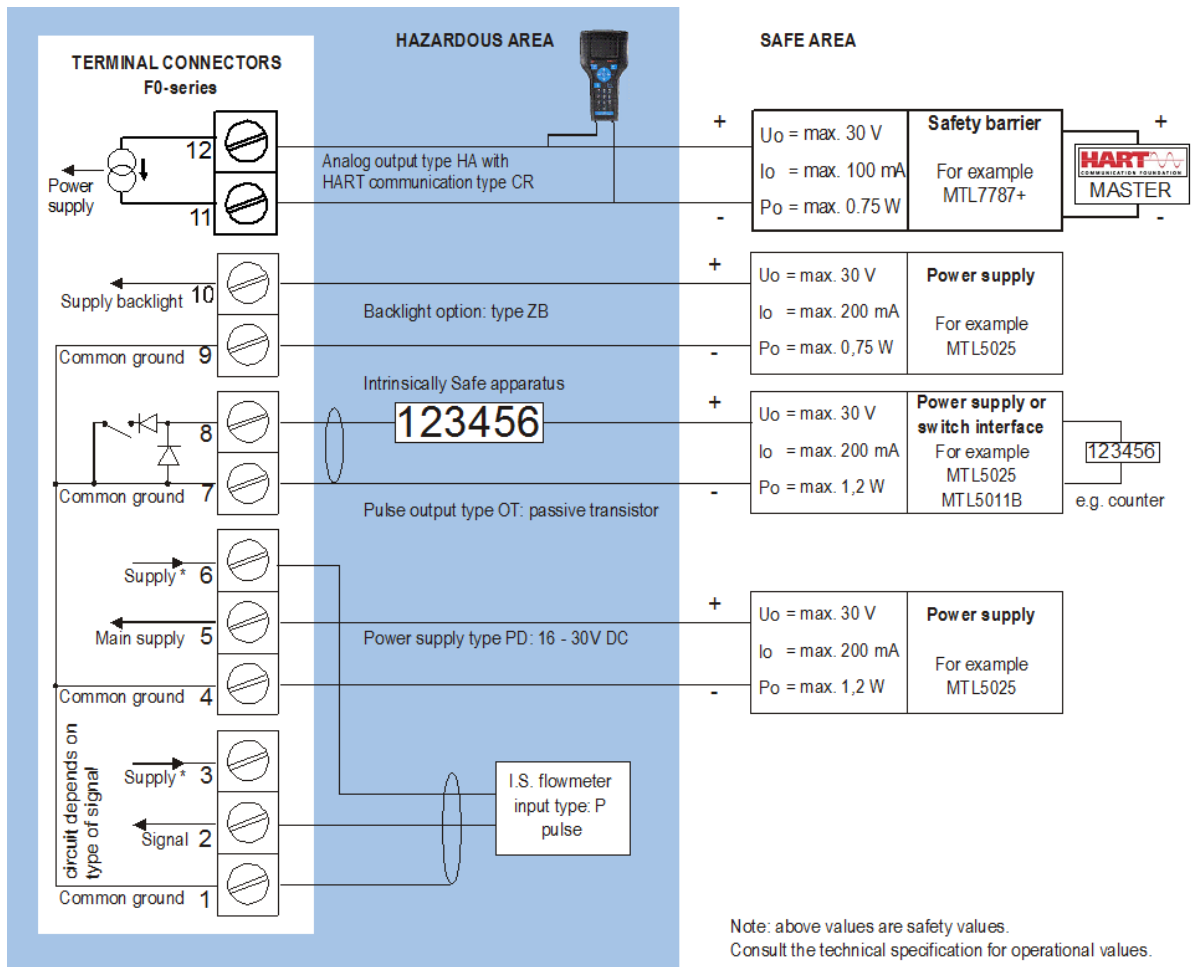 HAZARDOUS AREA
SAFE AREA
TERMINAL CONNECTORS
F0-series
12
11
Power
supply
Analog output type HA with
HART communication type CR
+
-
Uo = max. 30 V
Io = max. 100 mA
Po = max. 0.75 W
Safety barrier
For example
MTL7787+
+
HART
COMMUNICATION FOUNDATION
MASTER
-
Supply backlight 10
Common ground 9
Backlight option: type ZB
+
-
Uo = max. 30 V
Io = max. 200 mA
Po = max. 0,75 W
Power supply
For example
MTL5025
8
Common ground 7
Intrinsically Safe apparatus
123456
Pulse output type OT: passive transistor
+
-
Uo = max. 30 V
Io = max. 200 mA
Po = max. 1,2 W
Power supply or
switch interface
For example
MTL5025
MTL5011B
123456
e.g. counter
Supply * 6
Main supply 5
Common ground 4
Power supply type PD: 16 - 30V DC
+
-
Uo = max. 30 V
Io = max. 200 mA
Po = max. 1,2 W
Power supply
For example
MTL5025
circuit depends on
type of signal
Supply * 3
Signal 2
Common ground 1
I.S. flowmeter
input type: P
pulse
Note: above values are safety values.
Consult the technical specification for operational values.